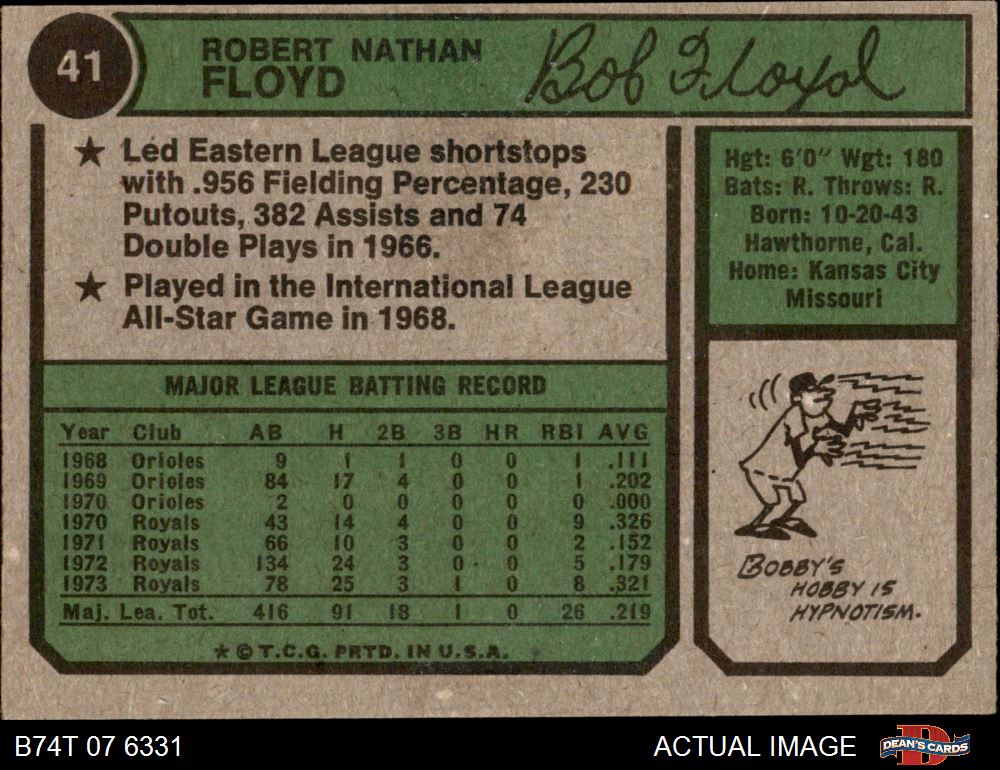 41
ROBERT NATHAN
FLOYD
Bob Floyd
★ Led Eastern League shortstops
with .956 Fielding Percentage, 230
Putouts, 382 Assists and 74
Double Plays in 1966.
★ Played in the International League
All-Star Game in 1968.
Hgt: 6'0" Wgt: 180
Bats: R. Throws: R.
Born: 10-20-43
Hawthorne, Cal.
Home: Kansas City
Missouri
MAJOR LEAGUE BATTING RECORD
Year Club AB H 2B 3B HR RBI AVG
1968 Orioles 9 1 1 0 0 1 .111
1969 Orioles 84 17 4 0 0 1 .202
1970 Orioles 2 0 0 0 0 0 .000
1970 Royals 43 14 4 0 0 9 .326
1971 Royals 66 10 3 0 0 2 .152
1972 Royals 134 24 3 0 0 5 .179
1973 Royals 78 25 3 1 0 8 .321
Maj. Lea. Tot. 416 91 18 1 0 26 .219
★ © T.C.G. PRTD. IN U.S.A.
BOBBY'S
HOBBY IS
HYPNOTISM.
B74T 07 6331
ACTUAL IMAGE
D
DEAN'S CARDS